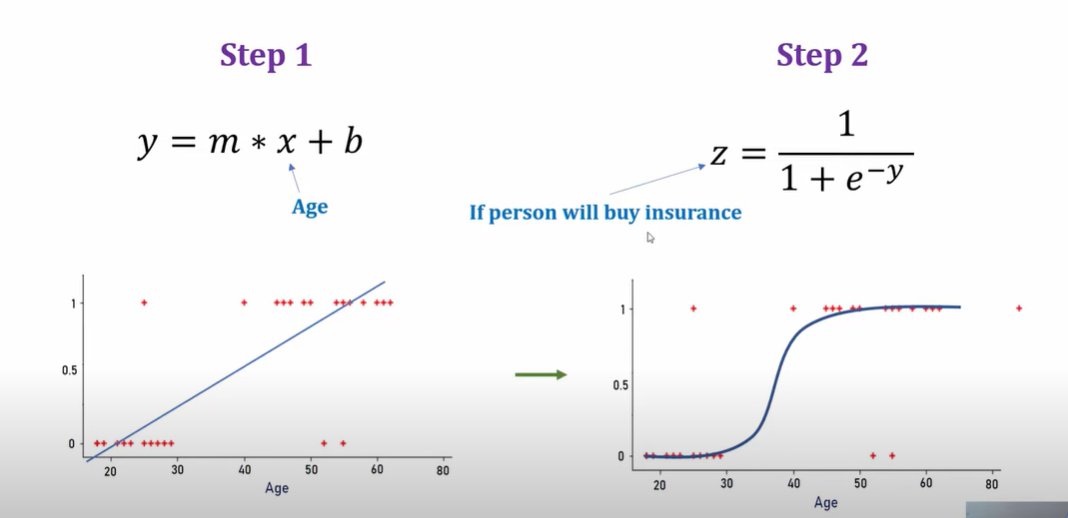 Step 1
Step 2
y = m * x + b
z = 1 / (1 + e^{-y})
Age
If person will buy insurance
1
0.5
0
20 30 40 50 60 80
Age
1
0.5
0
20 30 40 50 60 80
Age